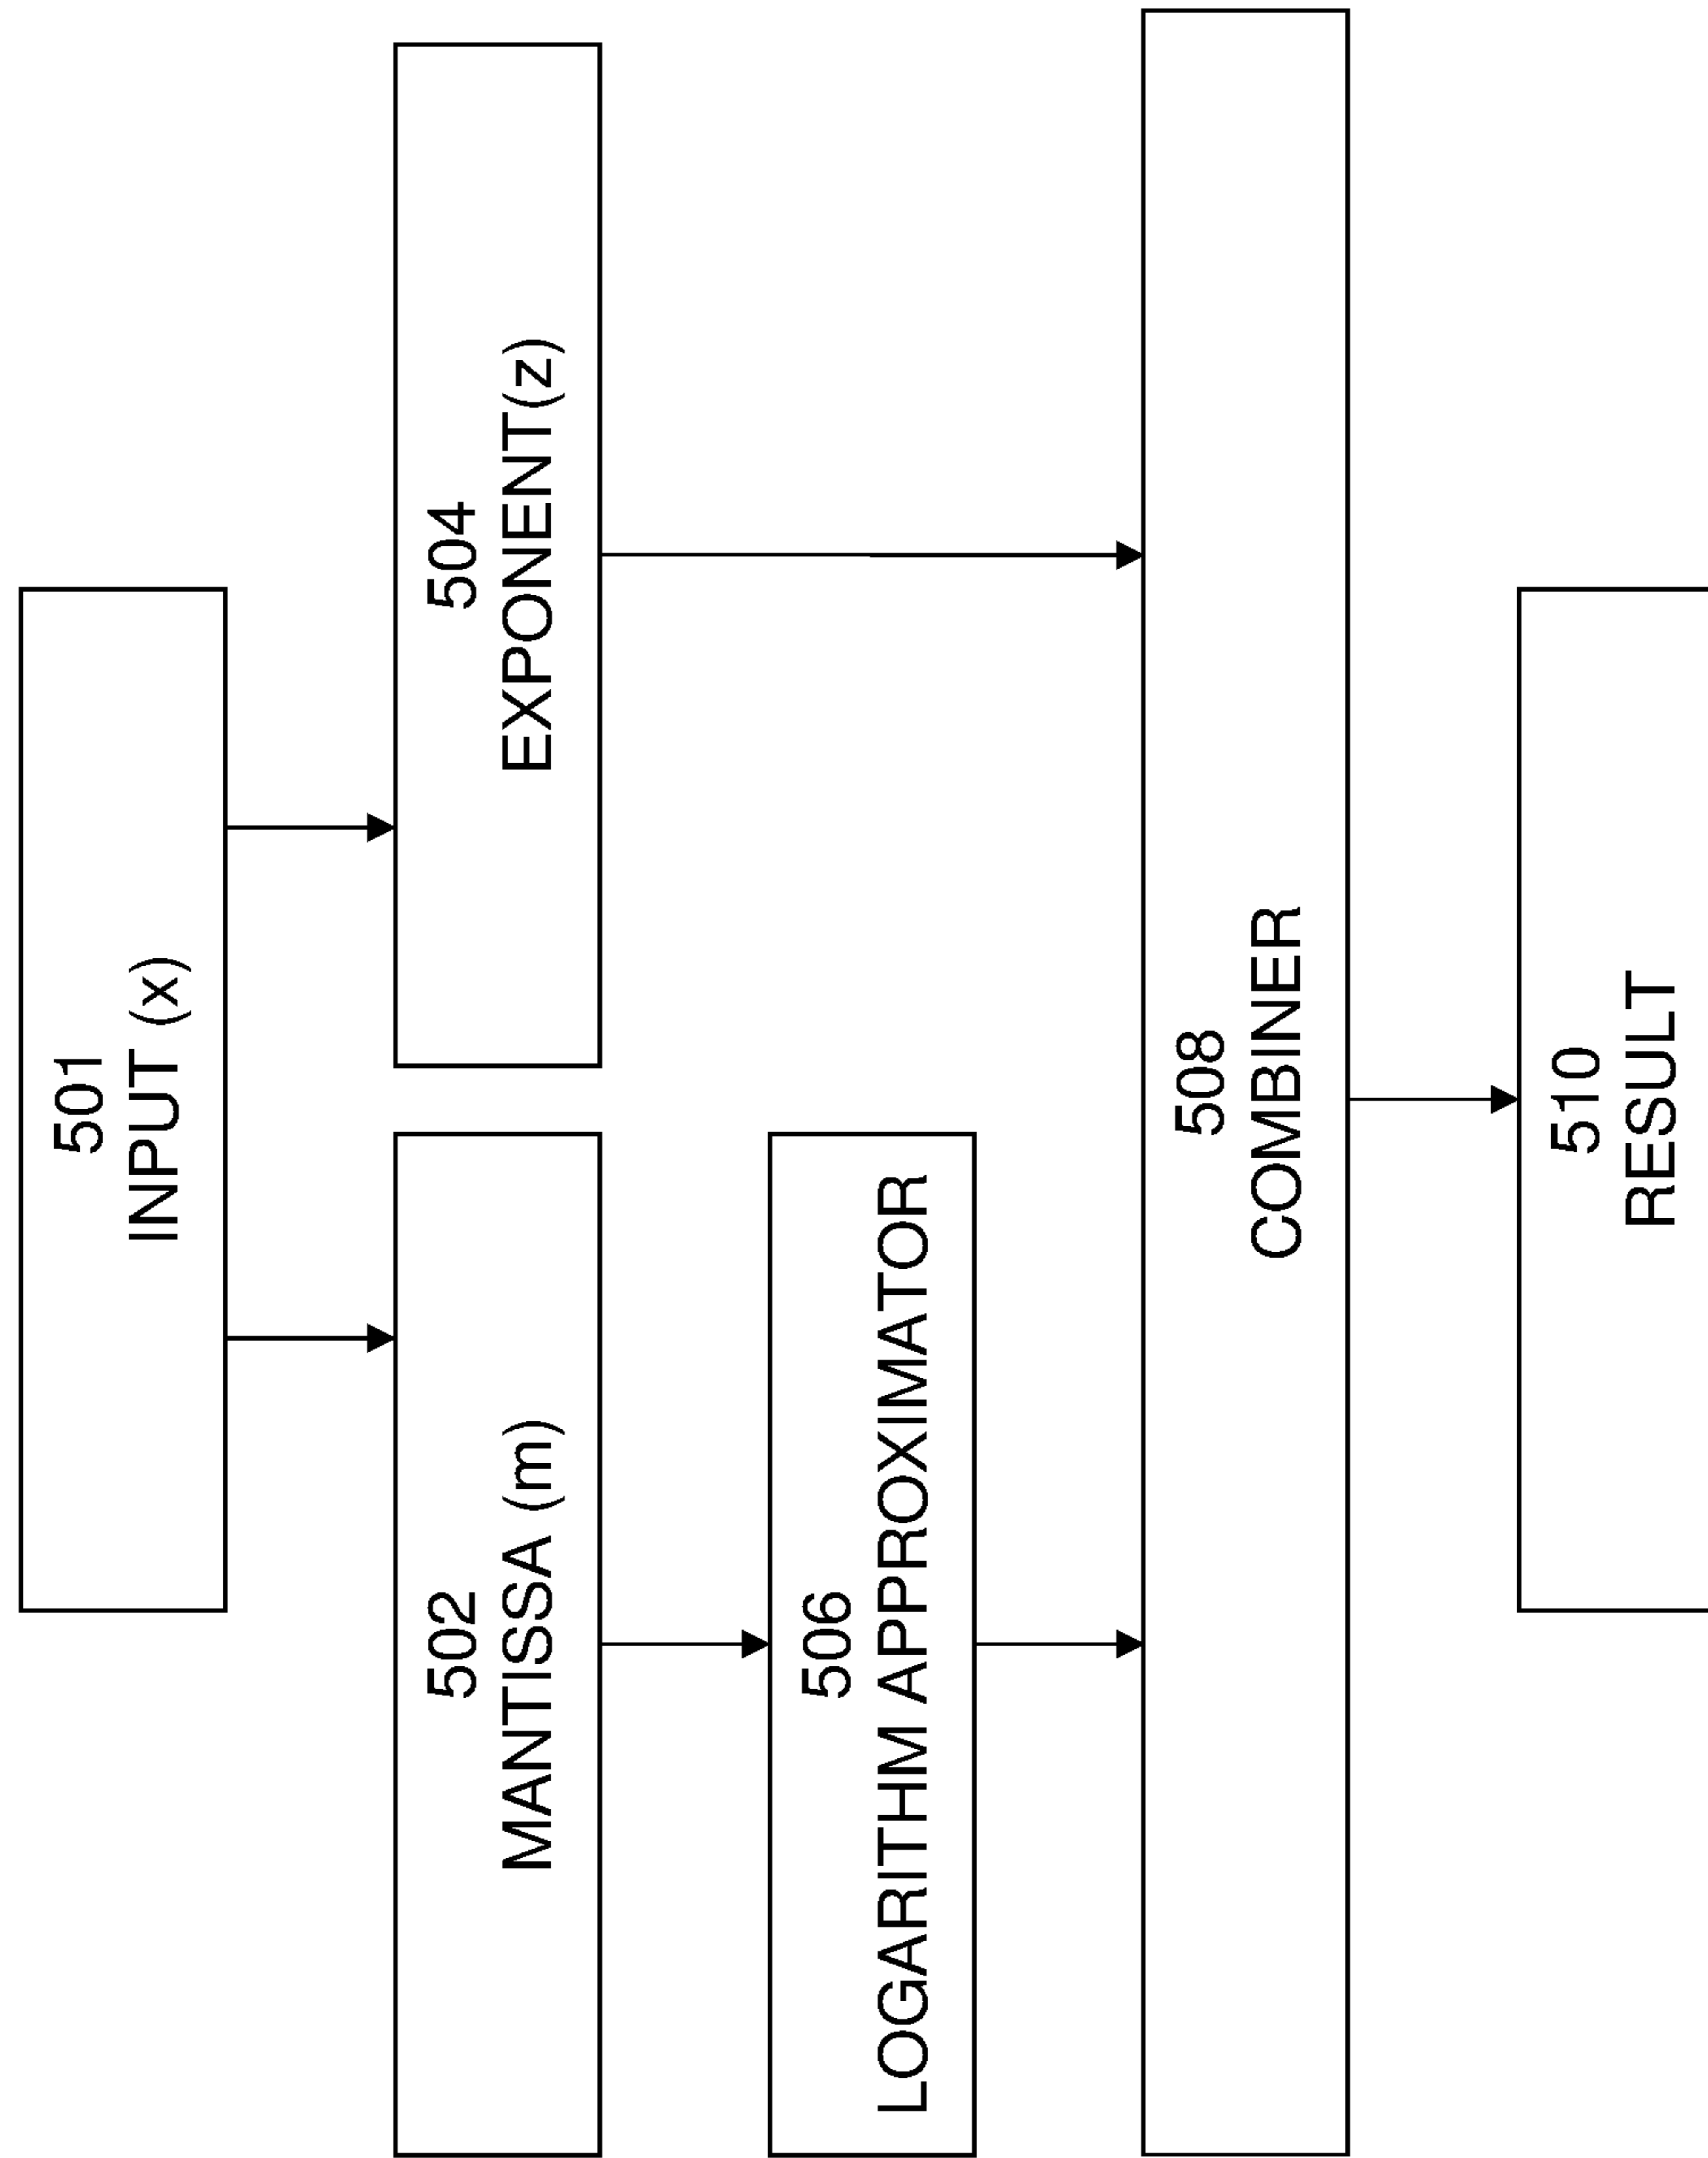 501
INPUT (x)
502
MANTISSA (m)
504
EXPONENT(z)
506
LOGARITHM APPROXIMATOR
508
COMBINER
510
RESULT